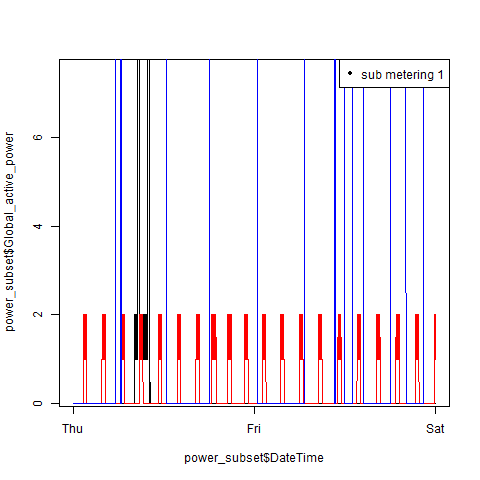 sub metering 1
power_subset$Global_active_power
6
4
2
0
Thu Fri Sat
power_subset$DateTime